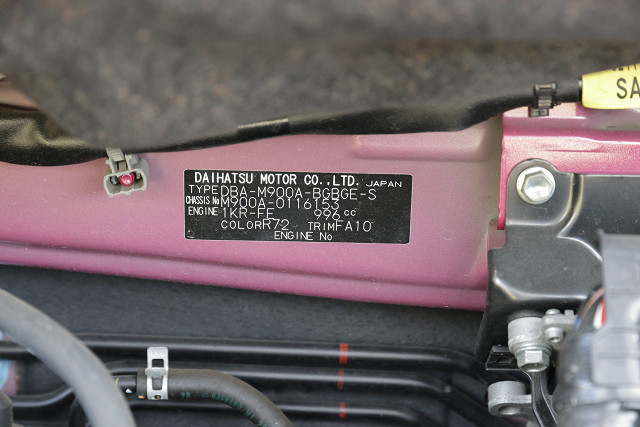 SA
DAIHATSU MOTOR CO.,LTD. JAPAN
TYPE DBA-M900A-BGBGE-S
CHASSIS No M900A-0116153
ENGINE 1KR-FE 996cc
COLOR R72 TRIM FA10
ENGINE No